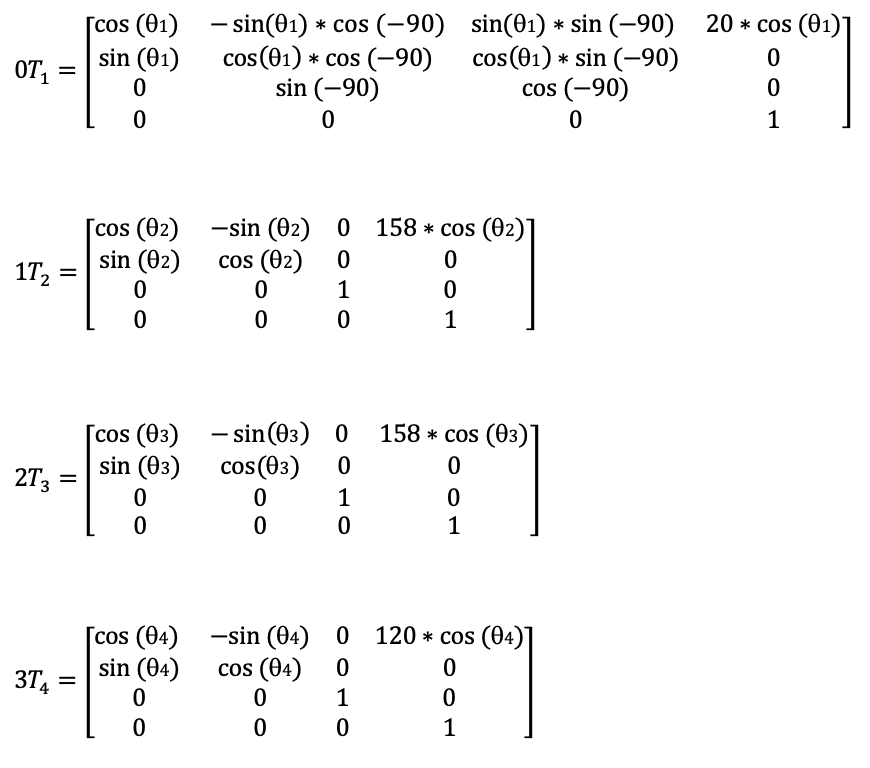 0T₁ = [cos (θ1) − sin(θ1) ∗ cos (−90) sin(θ1) ∗ sin (−90) 20 ∗ cos (θ1)]
sin (θ1) cos(θ1) ∗ cos (−90) cos(θ1) ∗ sin (−90) 0
0 sin (−90) cos (−90) 0
0 0 0 1
1T₂ = [cos (θ2) −sin (θ2) 0 158 ∗ cos (θ2)]
sin (θ2) cos (θ2) 0 0
0 0 1 0
0 0 0 1
2T₃ = [cos (θ3) − sin(θ3) 0 158 ∗ cos (θ3)]
sin (θ3) cos(θ3) 0 0
0 0 1 0
0 0 0 1
3T₄ = [cos (θ4) −sin (θ4) 0 120 ∗ cos (θ4)]
sin (θ4) cos (θ4) 0 0
0 0 1 0
0 0 0 1